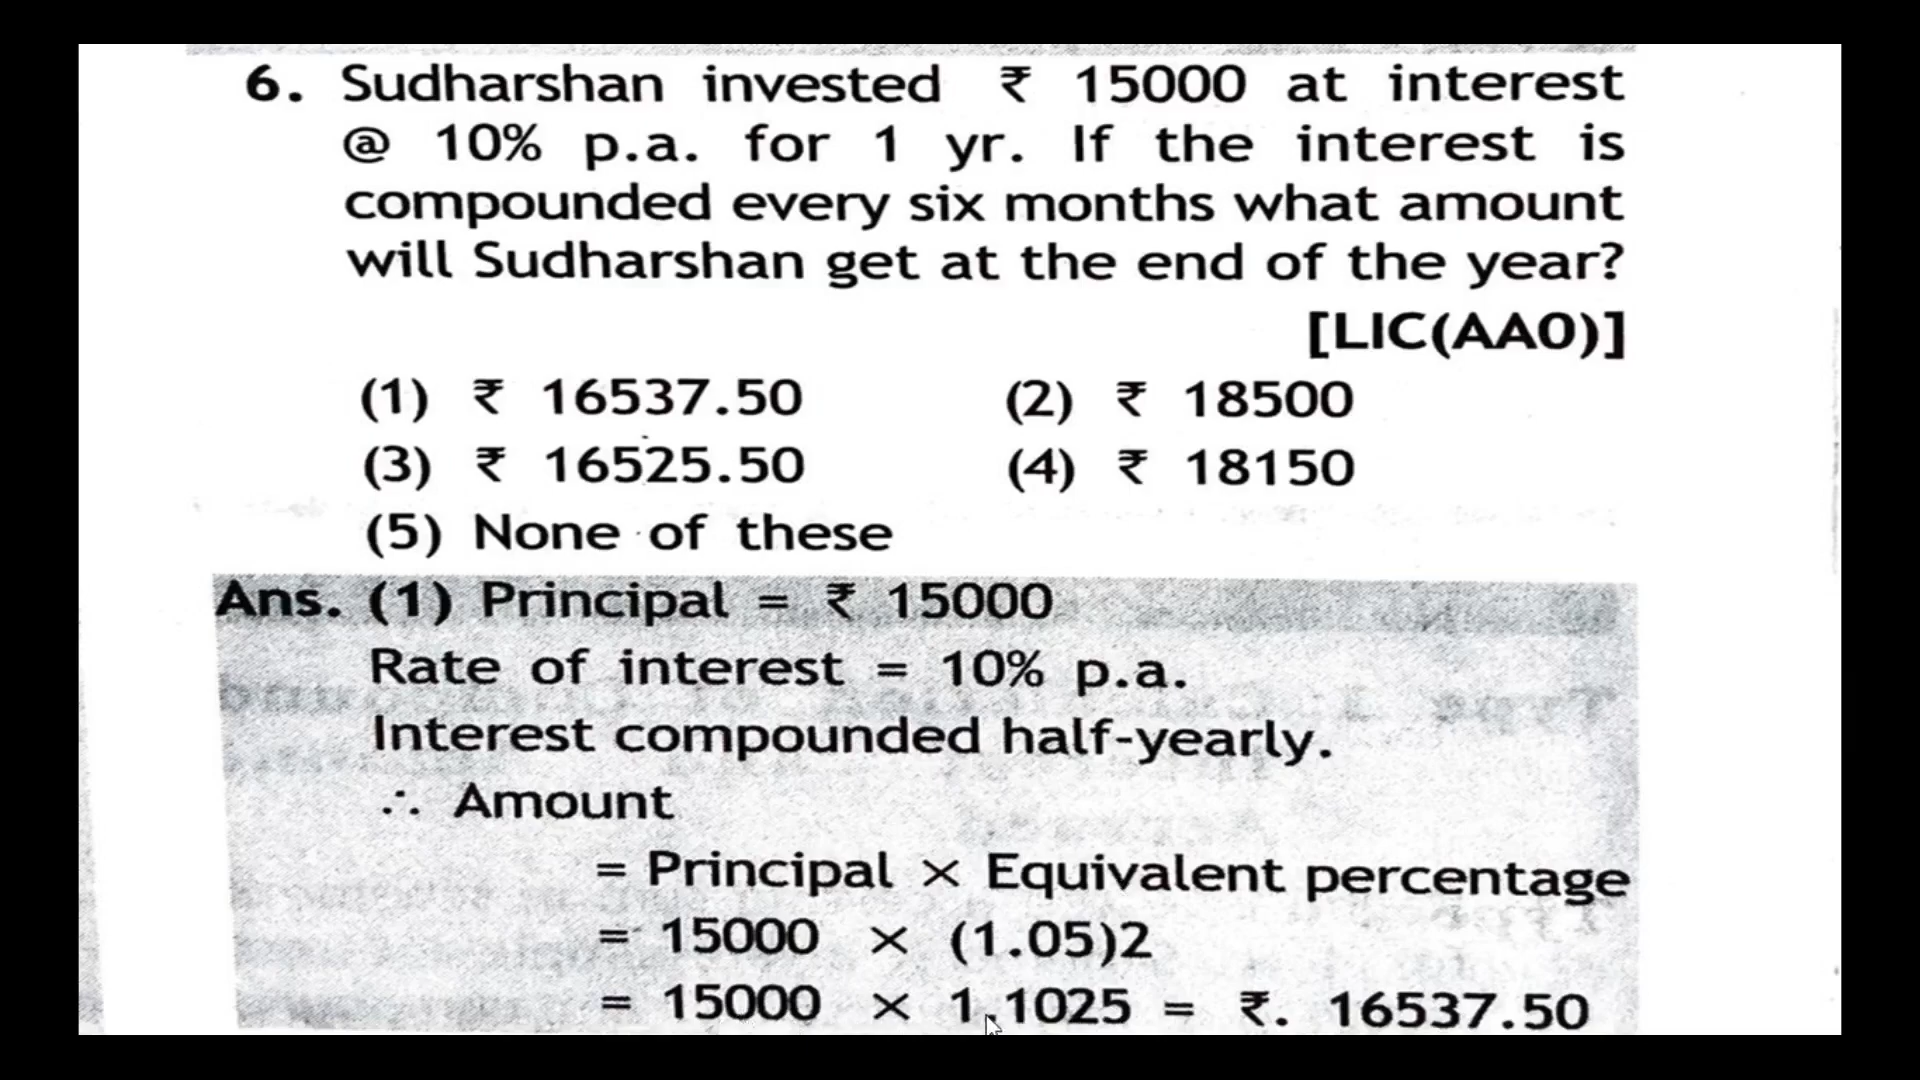 6. Sudharshan invested ₹ 15000 at interest
@ 10% p.a. for 1 yr. If the interest is
compounded every six months what amount
will Sudharshan get at the end of the year?
[LIC(AAO)]
(1) ₹ 16537.50 (2) ₹ 18500
(3) ₹ 16525.50 (4) ₹ 18150
(5) None of these
Ans. (1) Principal = ₹ 15000
Rate of interest = 10% p.a.
Interest compounded half-yearly.
∴ Amount
= Principal × Equivalent percentage
= 15000 × (1.05)2
= 15000 × 1.1025 = ₹. 16537.50